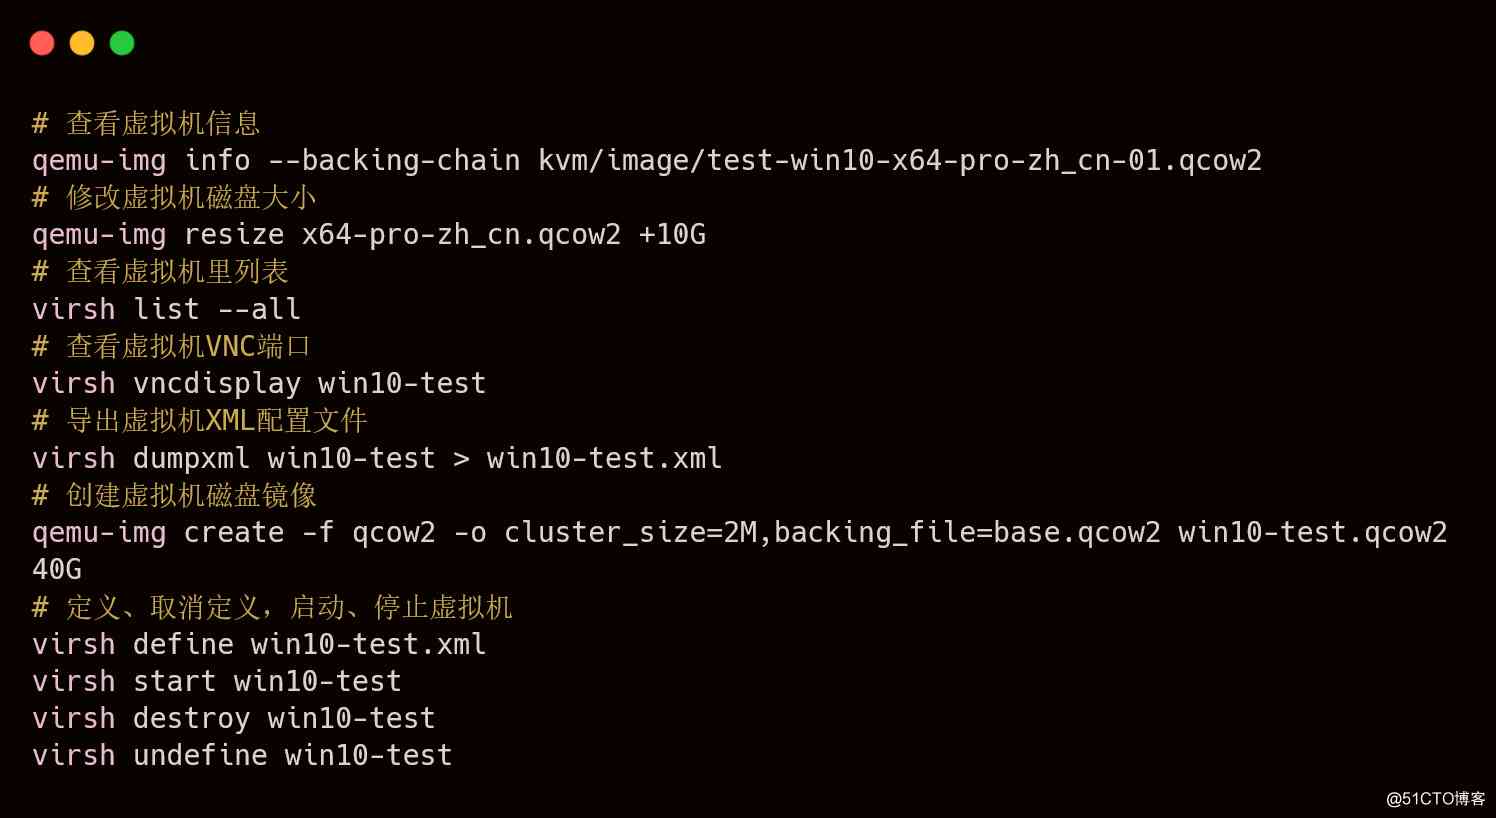 # 查看虚拟机信息
qemu-img info --backing-chain kvm/image/test-win10-x64-pro-zh_cn-01.qcow2
# 修改虚拟机磁盘大小
qemu-img resize x64-pro-zh_cn.qcow2 +10G
# 查看虚拟机里列表
virsh list --all
# 查看虚拟机VNC端口
virsh vncdisplay win10-test
# 导出虚拟机XML配置文件
virsh dumpxml win10-test > win10-test.xml
# 创建虚拟机磁盘镜像
qemu-img create -f qcow2 -o cluster_size=2M,backing_file=base.qcow2 win10-test.qcow2
40G
# 定义、取消定义，启动、停止虚拟机
virsh define win10-test.xml
virsh start win10-test
virsh destroy win10-test
virsh undefine win10-test
@51CTO博客